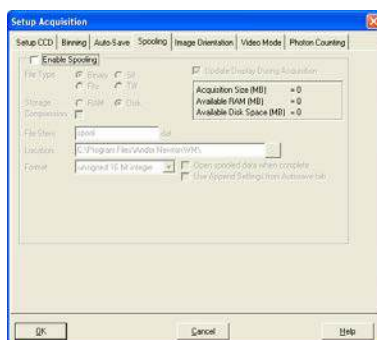 Setup Acquisition
Setup CCD Binning Auto-Save Spooling Image Orientation Video Mode Photon Counting
Enable Spooling
File Type Binary Sif
Fits Tiff
Update Display During Acquisition
Acquisition Size (MB) = 0
Available RAM (MB) = 0
Available Disk Space (MB) = 0
Storage RAM Disk
Compression
File Stem spool .dat
Location C:\Program Files\Andor
Format unsigned 16 bit integer
Open spooled data when complete
Use Append Settings from Autosave tab
OK Cancel Help